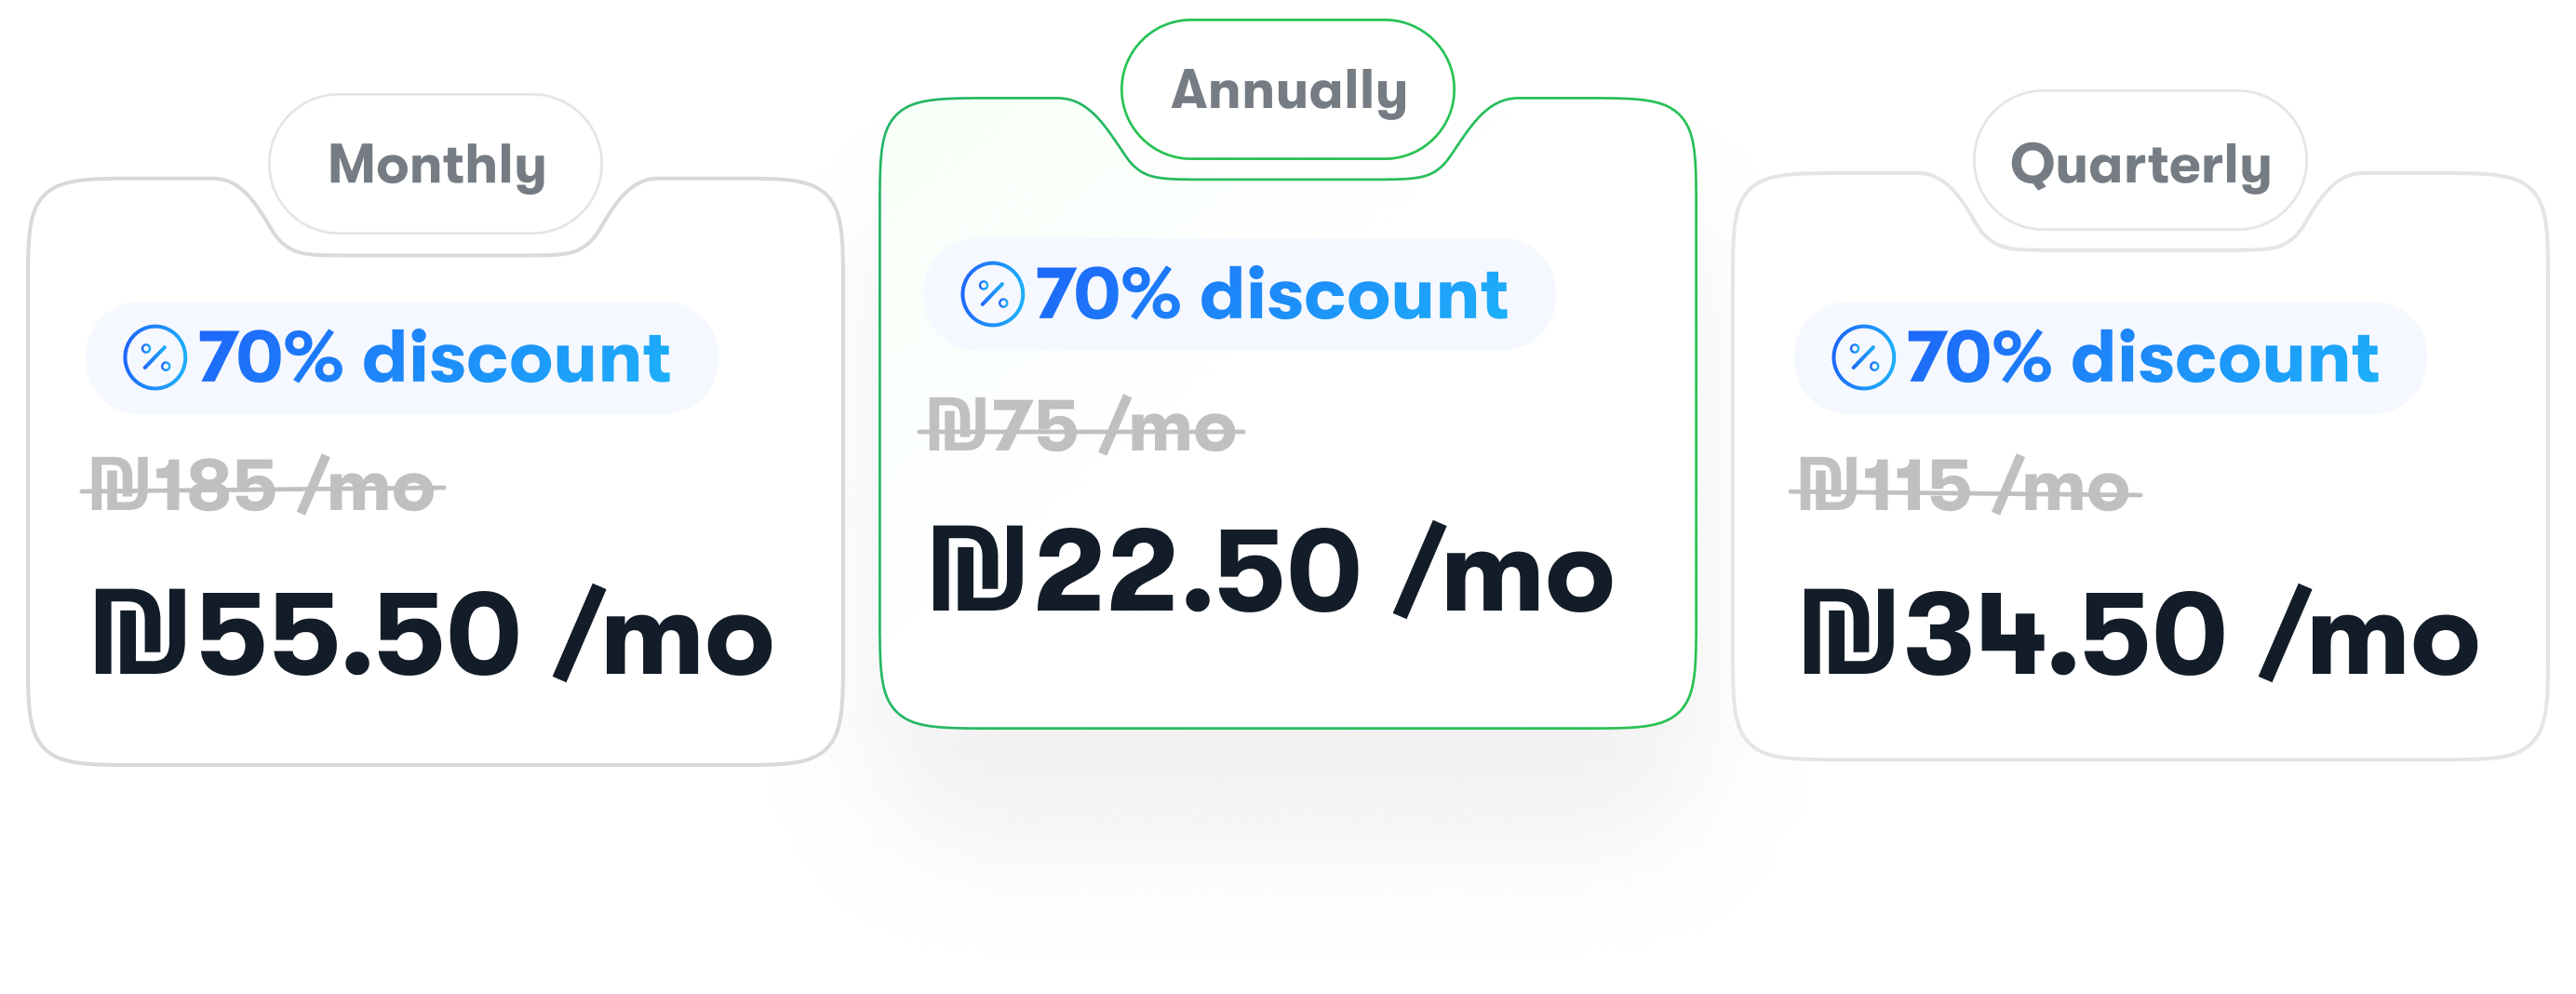 Monthly
70% discount
₪185 /mo
₪55.50 /mo
Annually
70% discount
₪75 /mo
₪22.50 /mo
Quarterly
70% discount
₪115 /mo
₪34.50 /mo